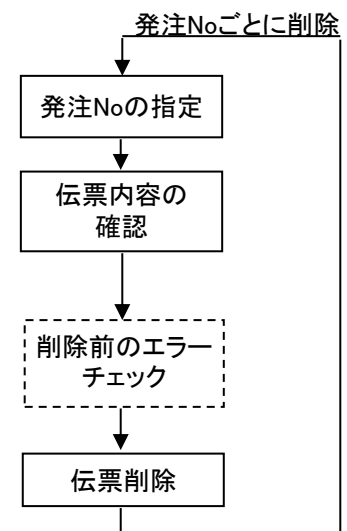 発注Noごとに削除
発注Noの指定
伝票内容の
確認
削除前のエラー
チェック
伝票削除